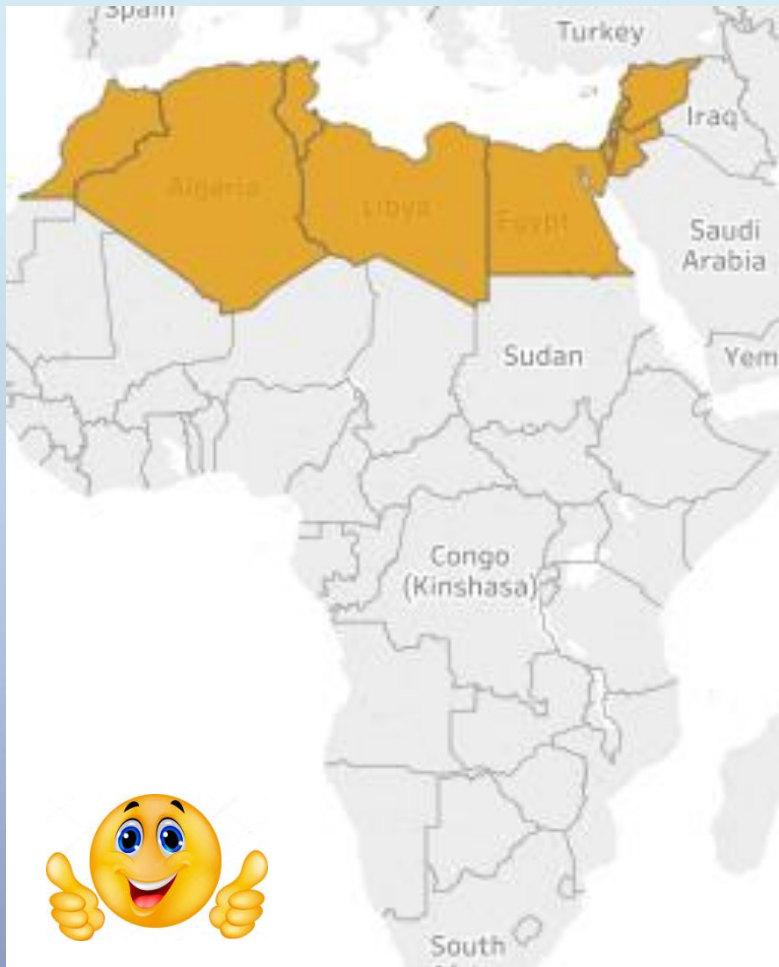 Spain
Turkey
Iraq
Algeria
Libya
Egypt
Saudi
Arabia
Sudan
Yem
Congo
(Kinshasa)
South